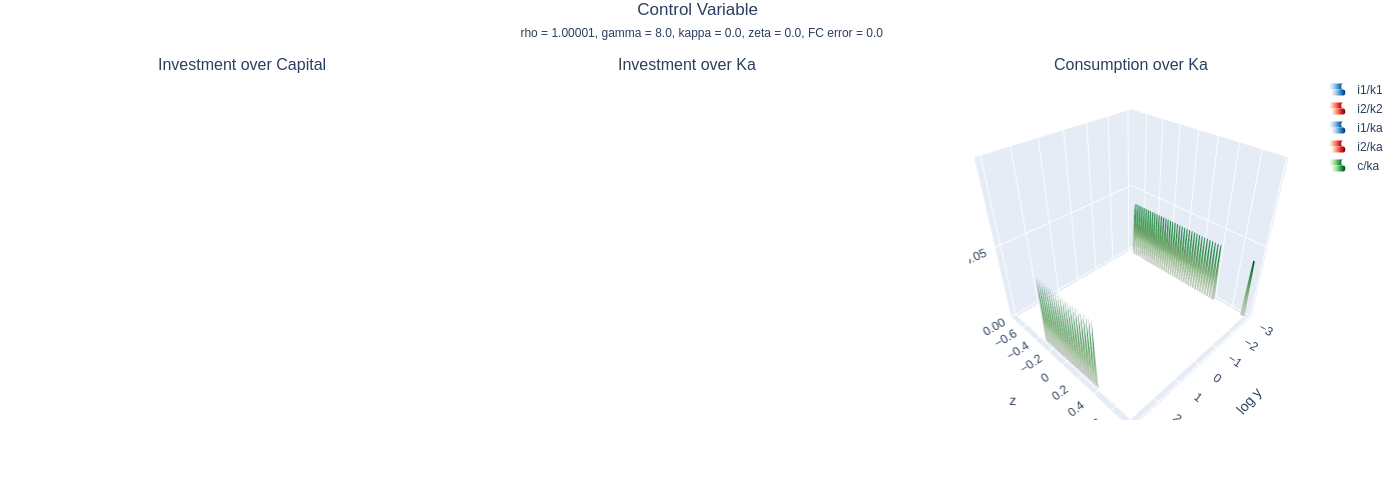 Control Variable
rho = 1.00001, gamma = 8.0, kappa = 0.0, zeta = 0.0, FC error = 0.0
Investment over Capital
Investment over Ka
Consumption over Ka
i1/k1
i2/k2
i1/ka
i2/ka
c/ka
0.00
−0.6
−0.4
−0.2
0
0.2
0.4
z
−3
−2
−1
0
1
2
log y